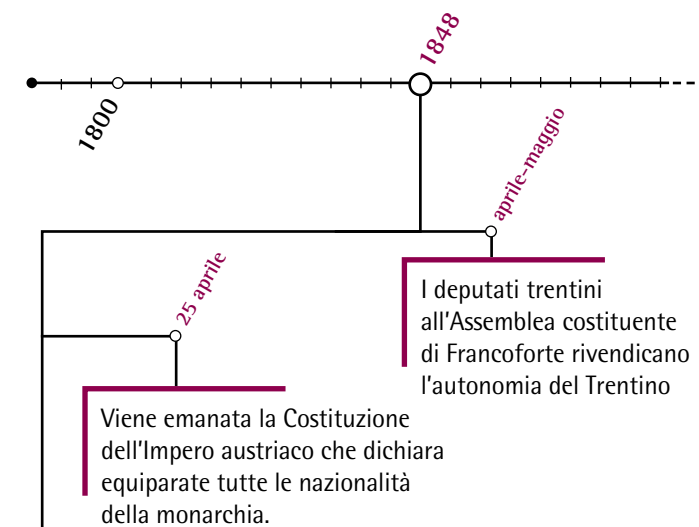 1848
1800
aprile-maggio
I deputati trentini
all'Assemblea costituente
di Francoforte rivendicano
l'autonomia del Trentino
25 aprile
Viene emanata la Costituzione
dell'Impero austriaco che dichiara
equiparate tutte le nazionalità
della monarchia.